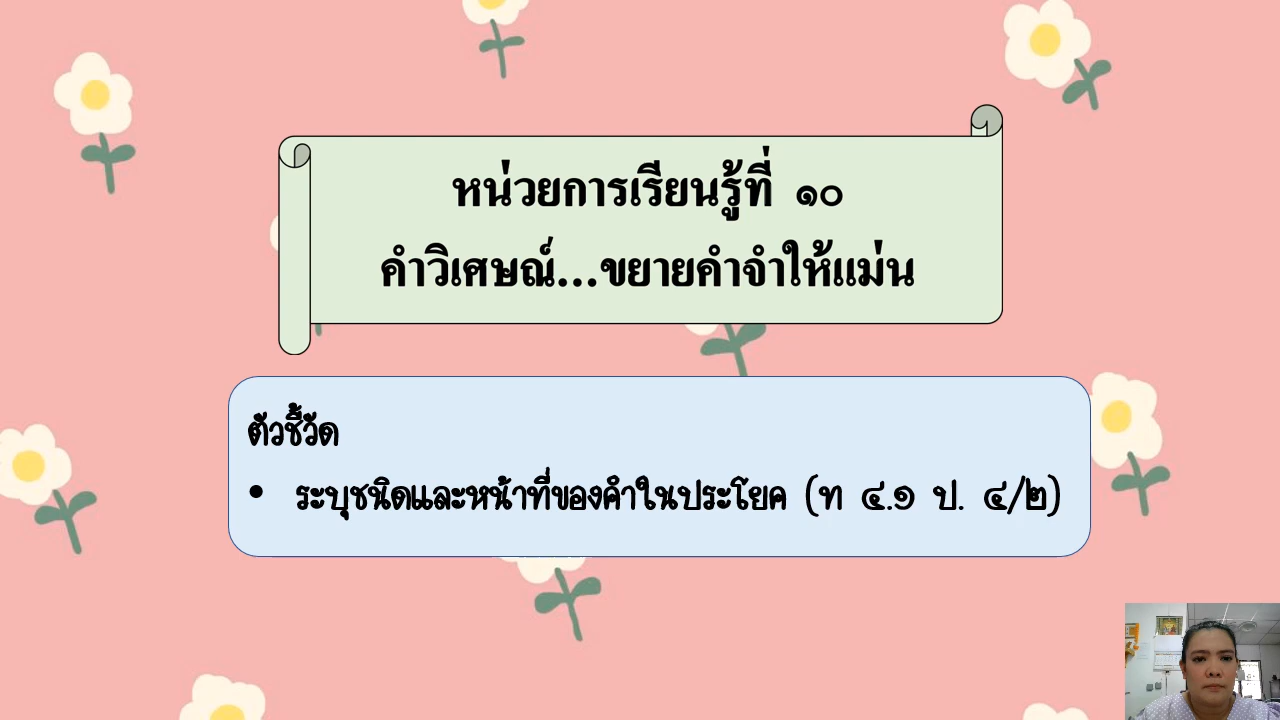 หน่วยการเรียนรู้ที่ ๑๐
คำวิเศษณ์...ขยายคำจำให้แม่น
ตัวชี้วัด
• ระบุชนิดและหน้าที่ของคำในประโยค (ท ๔.๑ ป. ๔/๒)